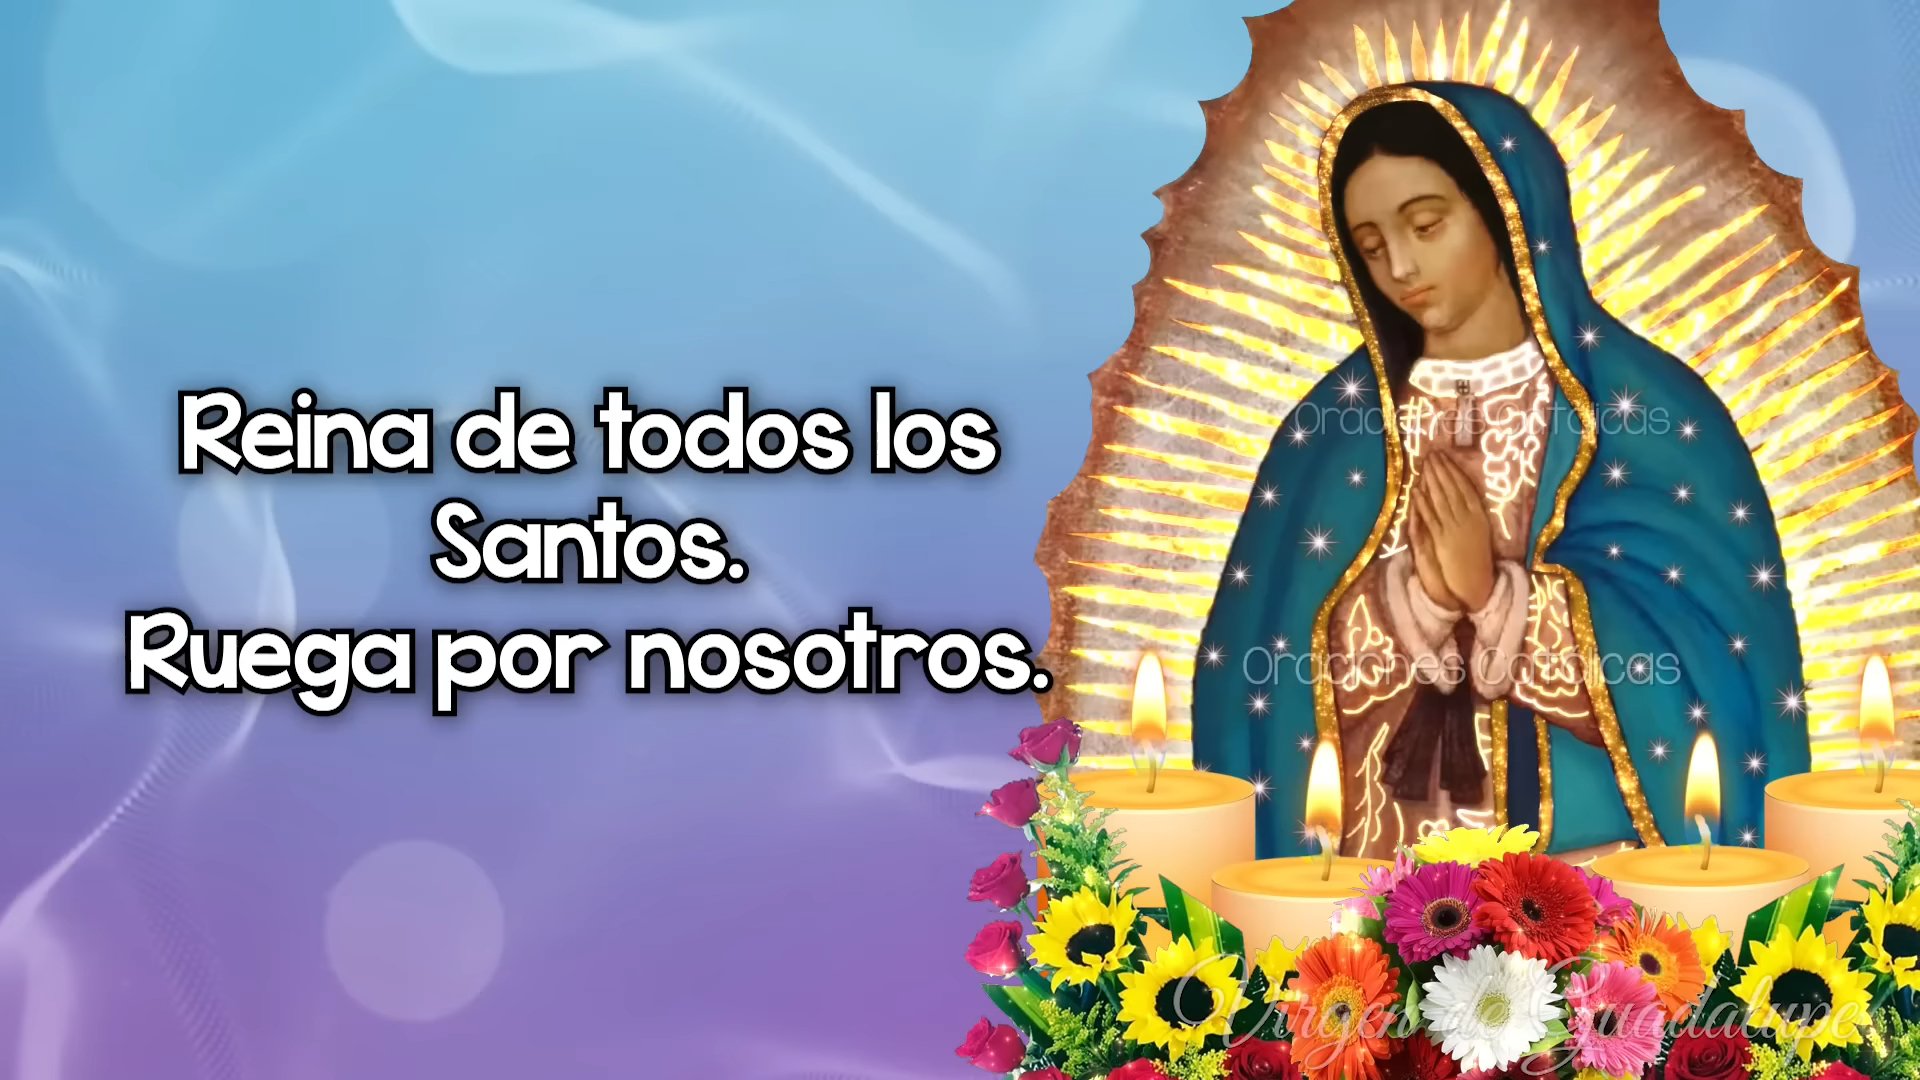 Reina de todos los
Santos.
Ruega por nosotros.
Oraciones Católicas
Oraciones Católicas
Virgen de Guadalupe